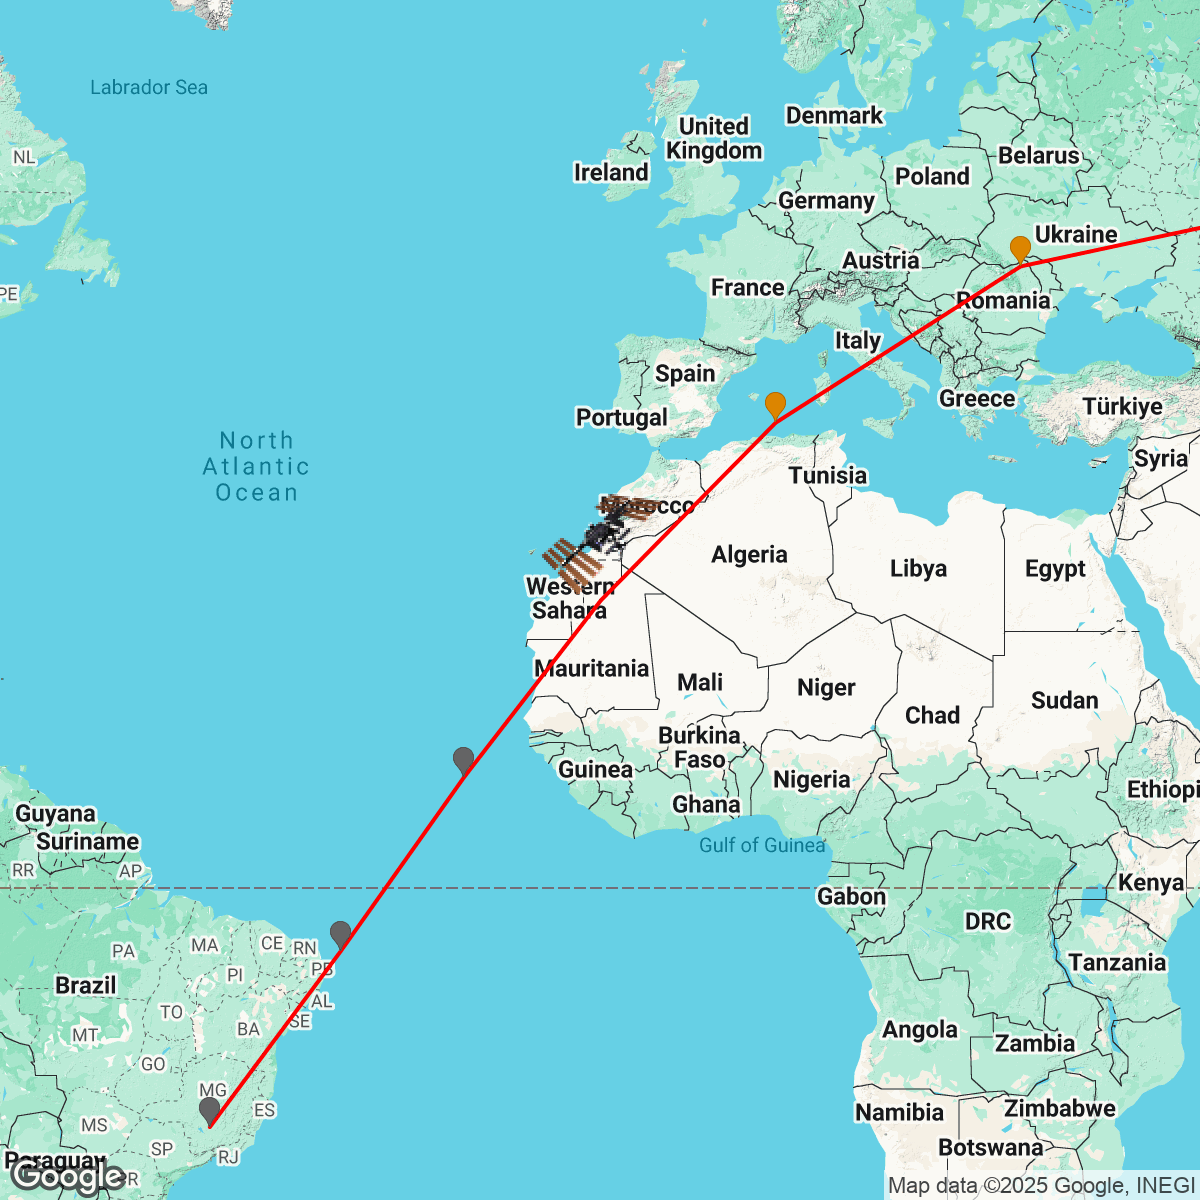 Labrador Sea
NL
PE
Denmark
United
Kingdom
Ireland
Belarus
Poland
Germany
Ukraine
Austria
France
Romania
Italy
Spain
Portugal
Greece
Türkiye
North
Atlantic
Ocean
Syria
Tunisia
Morocco
Algeria
Libya
Egypt
Western
Sahara
Mauritania
Mali
Niger
Chad
Sudan
Burkina
Faso
Guinea
Nigeria
Ghana
Ethiopi
Guyana
Suriname
Gulf of Guinea
RR
AP
Kenya
Gabon
DRC
PA
MA
CE
RN
PI
PB
Tanzania
Brazil
TO
AL
BA
SE
MT
Angola
Zambia
GO
MG
ES
Namibia
Zimbabwe
MS
SP
RJ
Botswana
Paraguay
PR
Google
Map data ©2025 Google, INEGI